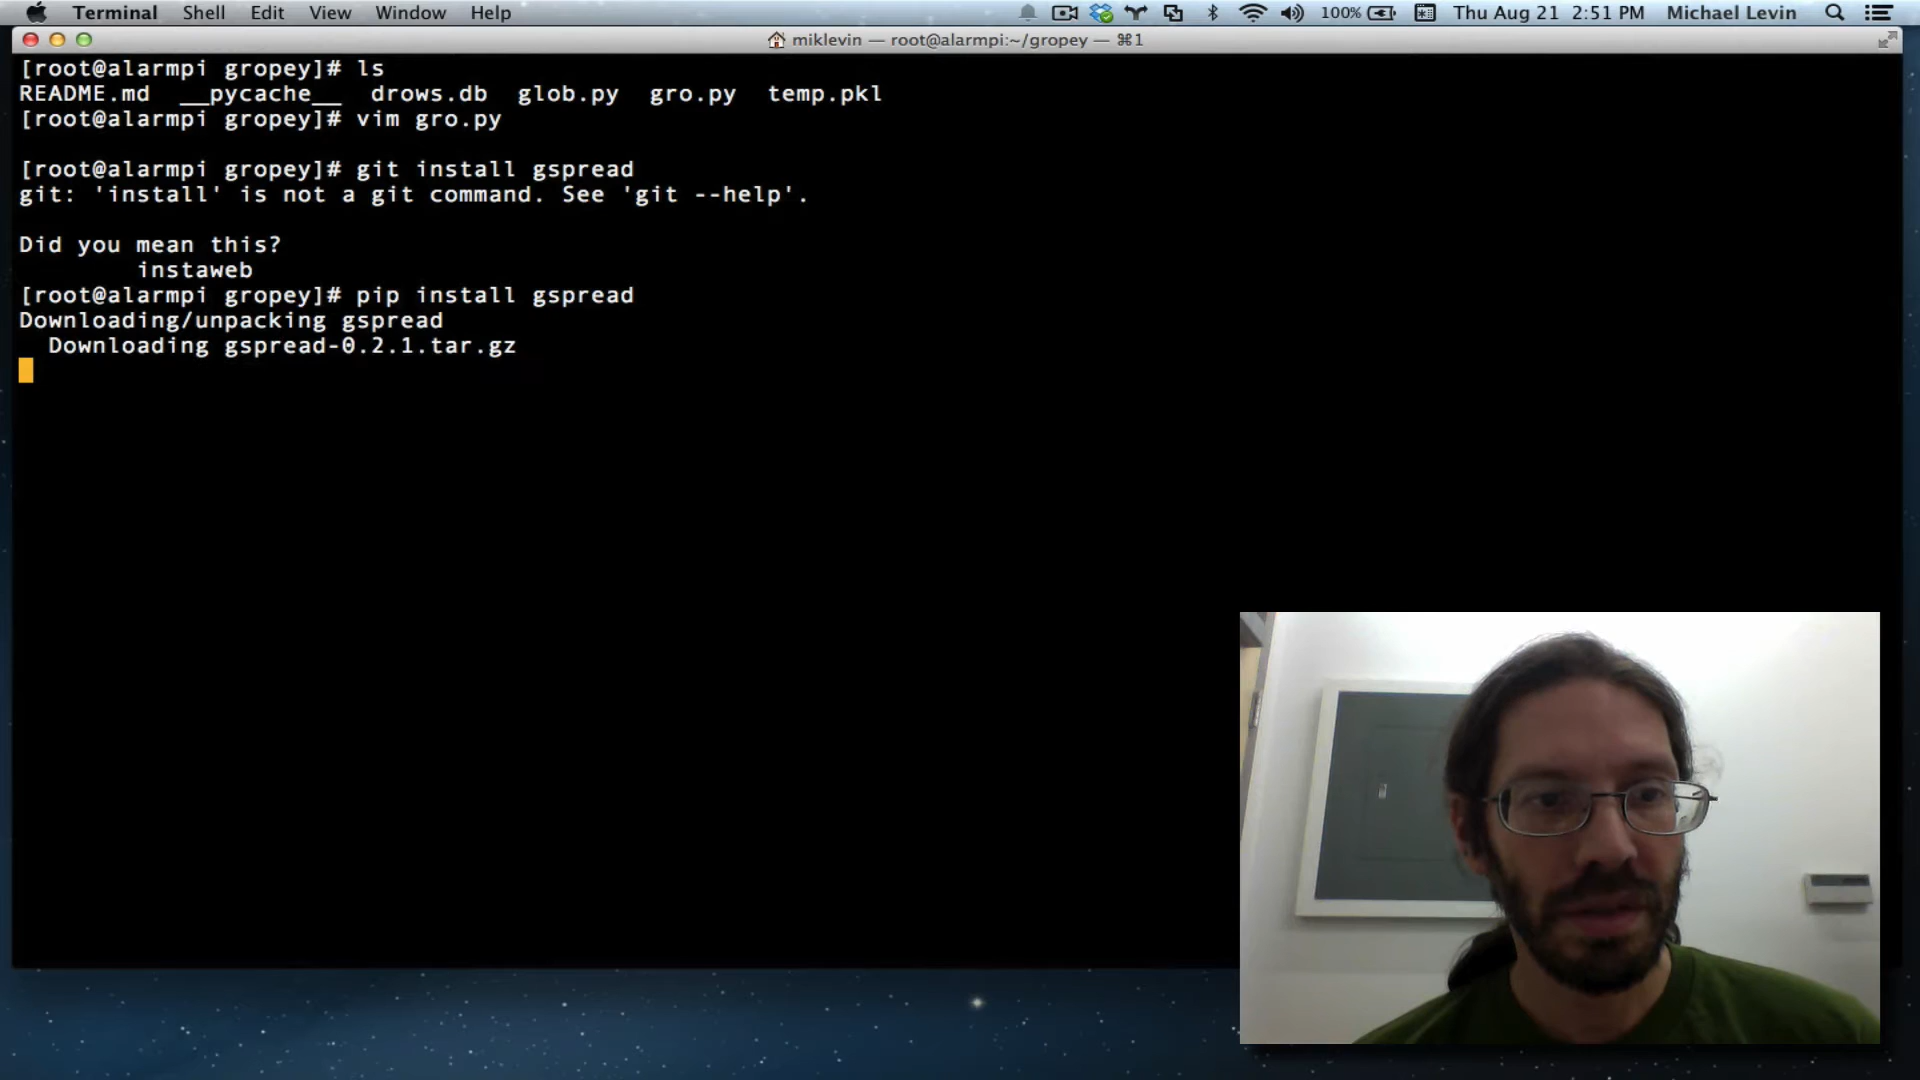 Terminal Shell Edit View Window Help 100% Thu Aug 21 2:51 PM Michael Levin
miklevin — root@alarmpi:~/gropey — ⌘1
[root@alarmpi gropey]# ls
README.md __pycache__ drows.db glob.py gro.py temp.pkl
[root@alarmpi gropey]# vim gro.py
[root@alarmpi gropey]# git install gspread
git: 'install' is not a git command. See 'git --help'.
Did you mean this?
instaweb
[root@alarmpi gropey]# pip install gspread
Downloading/unpacking gspread
Downloading gspread-0.2.1.tar.gz